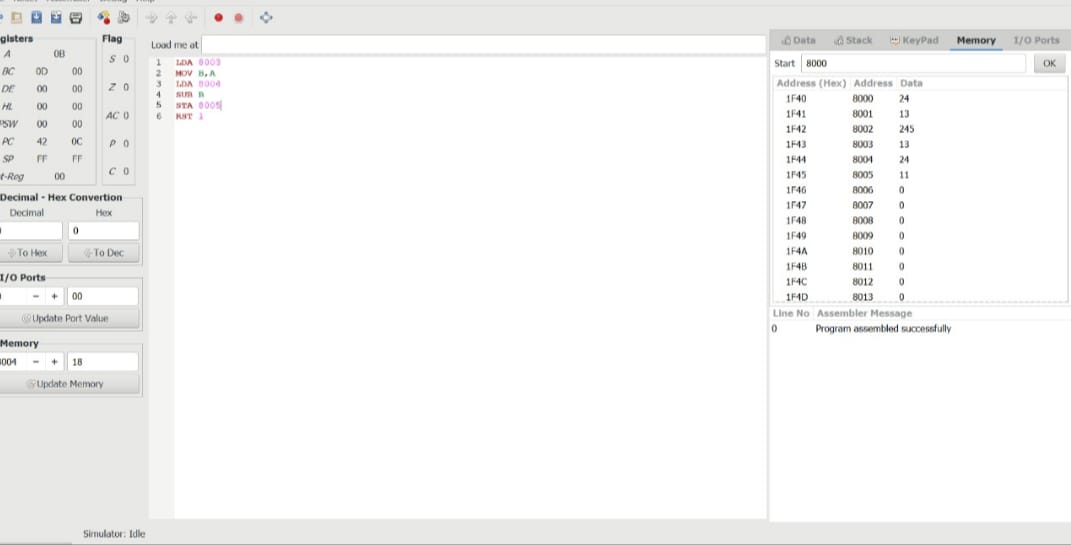 gisters
Flag
A 0B
BC 0D 00
DE 00 00
HL 00 00
PSW 00 00
PC 42 0C
SP FF FF
t-Reg 00
S 0
Z 0
AC 0
P 0
C 0
Decimal - Hex Convertion
Decimal Hex
0
To Hex To Dec
I/O Ports
- + 00
Update Port Value
Memory
004 - + 18
Update Memory
Load me at
1 LDA 8003
2 MOV B,A
3 LDA 8004
4 SUB B
5 STA 8005
6 RST 1
Data Stack KeyPad Memory I/O Ports
Start 8000 OK
Address (Hex) Address Data
1F40 8000 24
1F41 8001 13
1F42 8002 245
1F43 8003 13
1F44 8004 24
1F45 8005 11
1F46 8006 0
1F47 8007 0
1F48 8008 0
1F49 8009 0
1F4A 8010 0
1F4B 8011 0
1F4C 8012 0
1F4D 8013 0
Line No Assembler Message
0 Program assembled successfully
Simulator: Idle